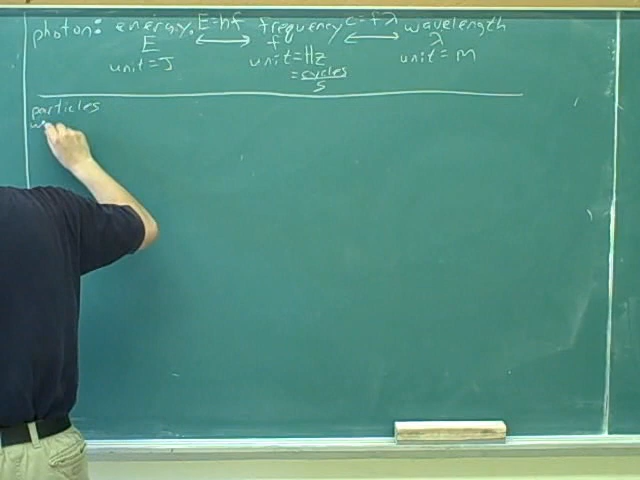 photon: energy E=hf frequency c=fλ wavelength
E f λ
unit=J unit=Hz unit=m
=cycles/s
particles
w